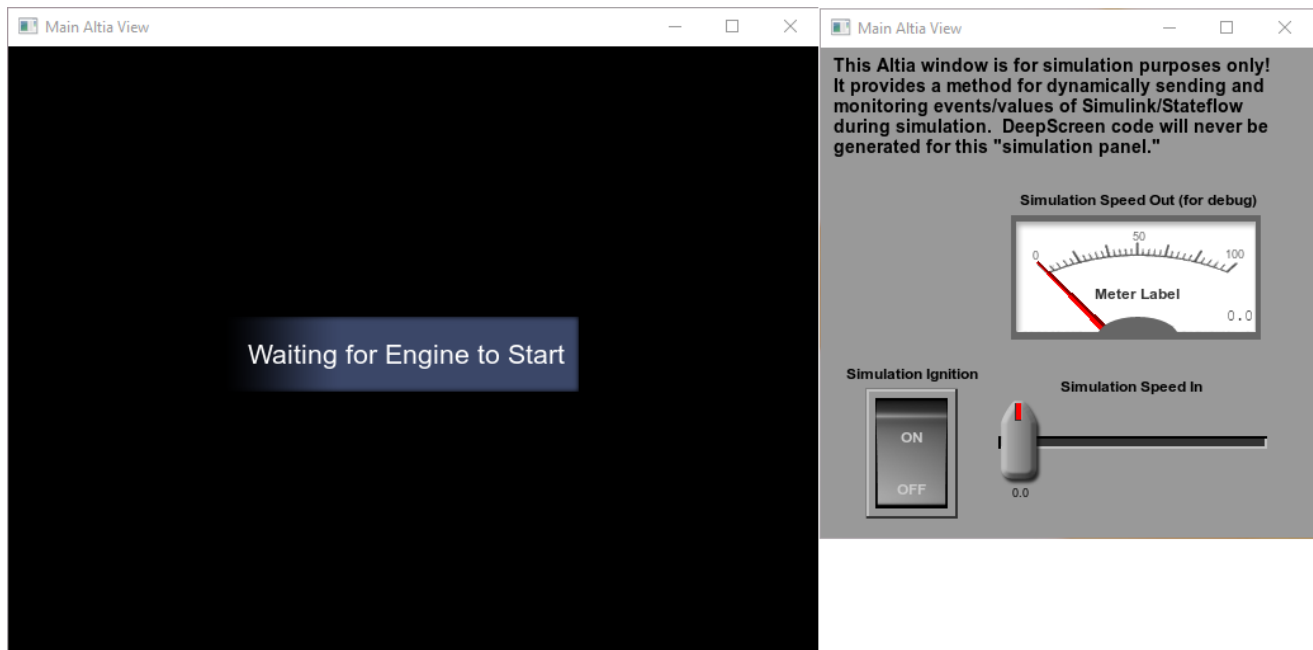 Main Altia View
Waiting for Engine to Start
Main Altia View
This Altia window is for simulation purposes only!
It provides a method for dynamically sending and
monitoring events/values of Simulink/Stateflow
during simulation.  DeepScreen code will never be
generated for this "simulation panel."
Simulation Speed Out (for debug)
0 50 100
Meter Label
0.0
Simulation Ignition
ON
OFF
Simulation Speed In
0.0